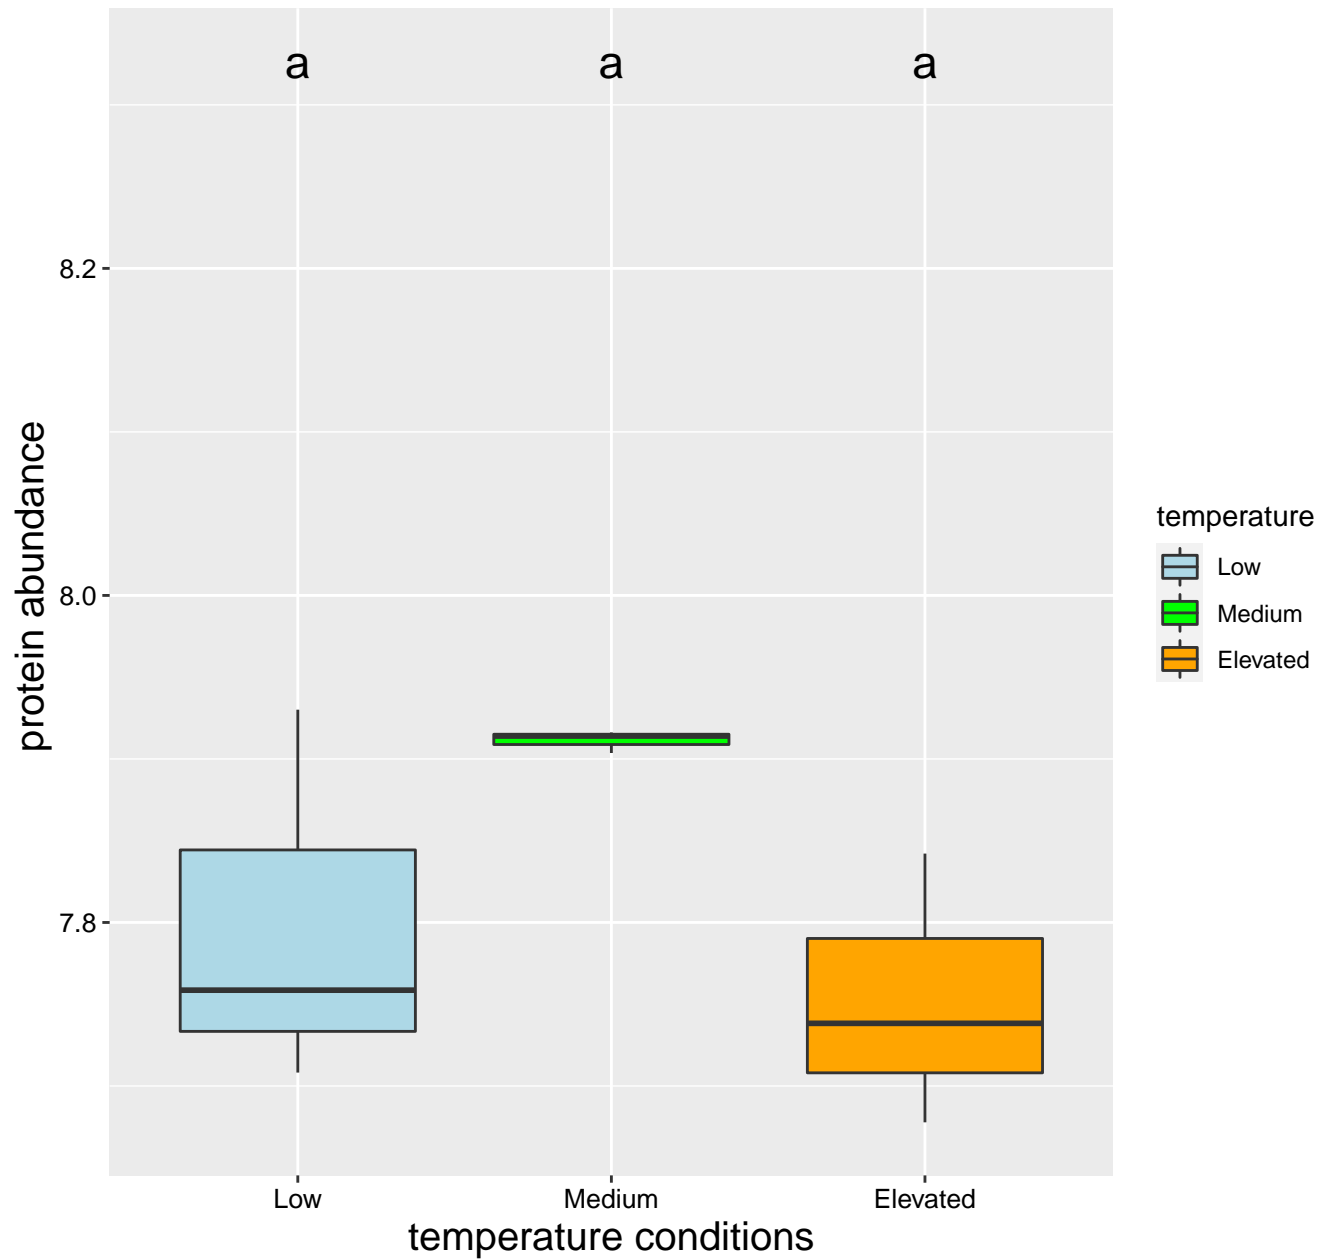 a a a
8.2
8.0
7.8
protein abundance
Low Medium Elevated
temperature conditions
temperature
Low
Medium
Elevated